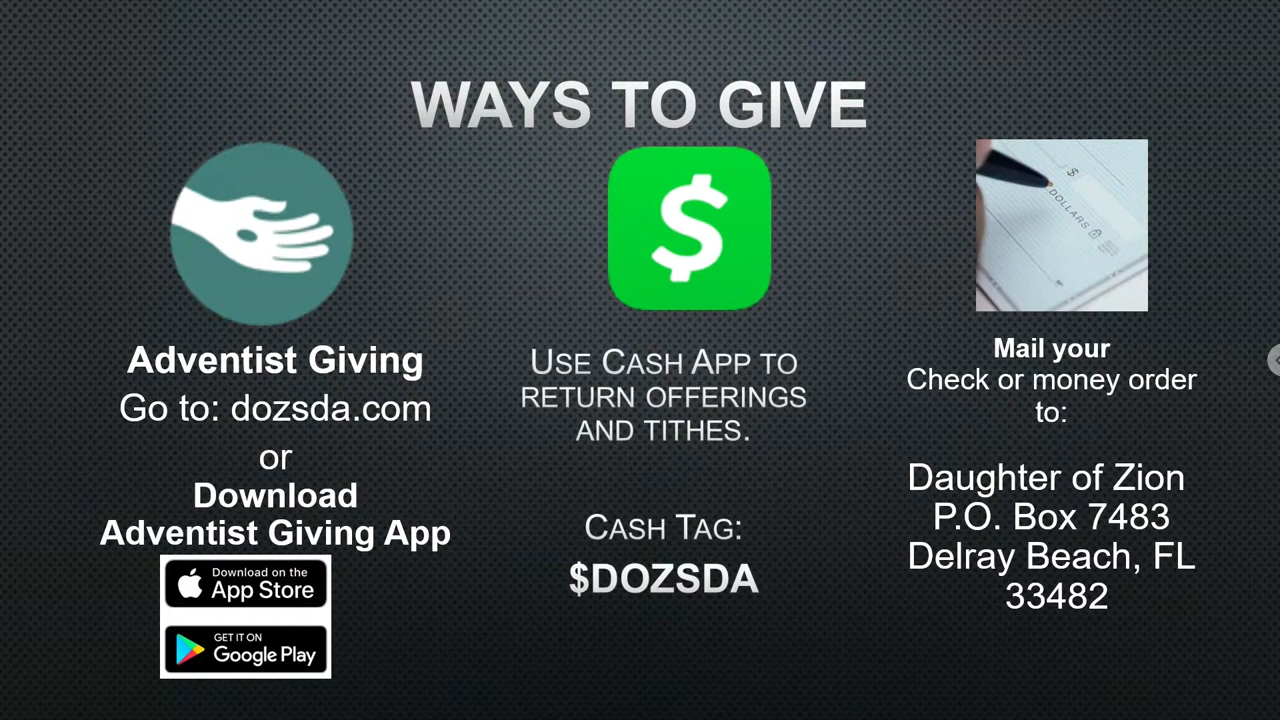 WAYS TO GIVE
Adventist Giving
Go to: dozsda.com
or
Download
Adventist Giving App
Download on the
App Store
GET IT ON
Google Play
$
USE CASH APP TO
RETURN OFFERINGS
AND TITHES.
CASH TAG:
$DOZSDA
$
DOLLARS
Mail your
Check or money order
to:
Daughter of Zion
P.O. Box 7483
Delray Beach, FL
33482